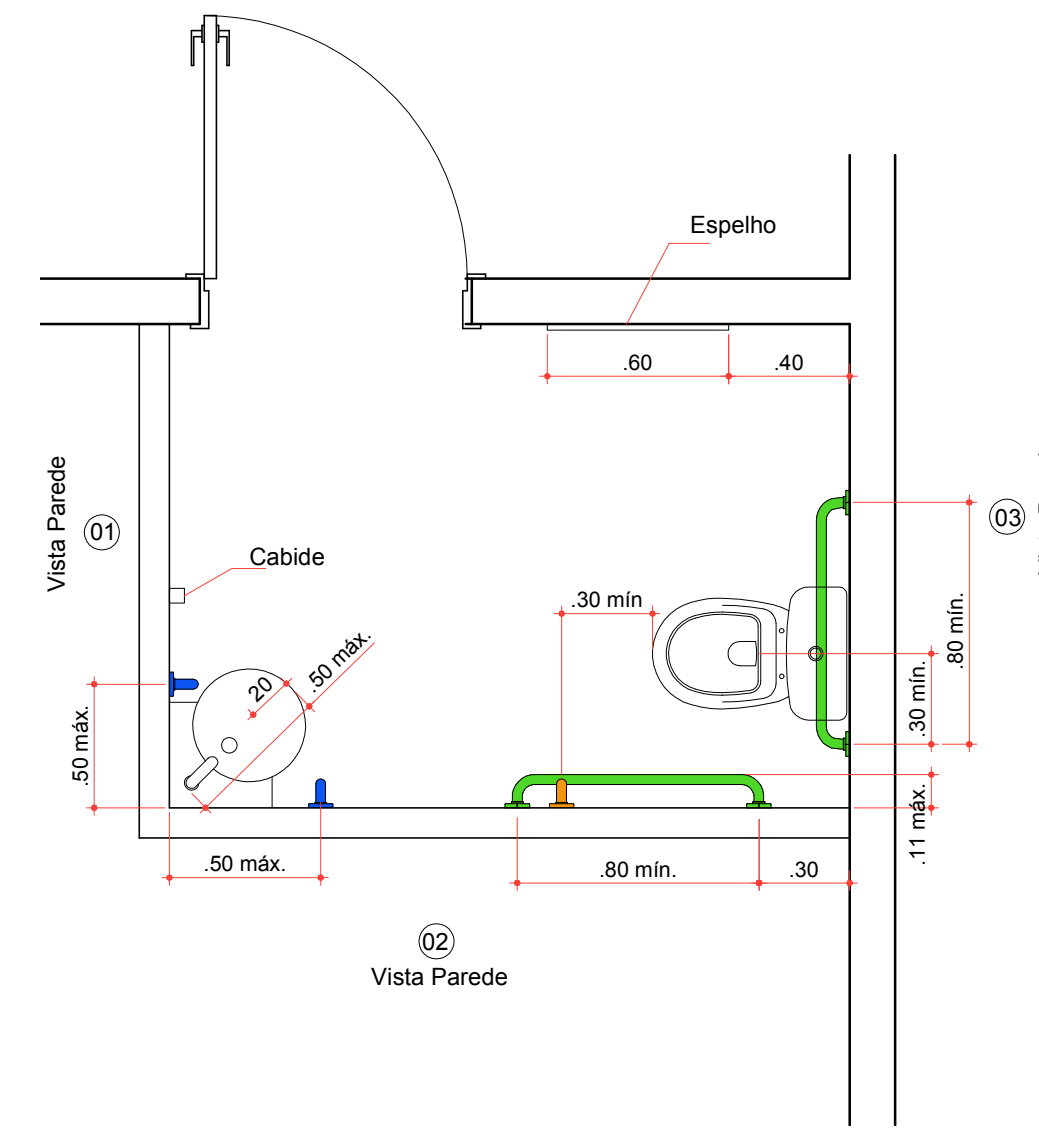 Espelho
.60
.40
Vista Parede
01
03
Cabide
.30 mín
.80 mín.
.50 máx.
20
.30 mín.
.50 máx.
.11 máx.
.50 máx.
.80 mín.
.30
02
Vista Parede